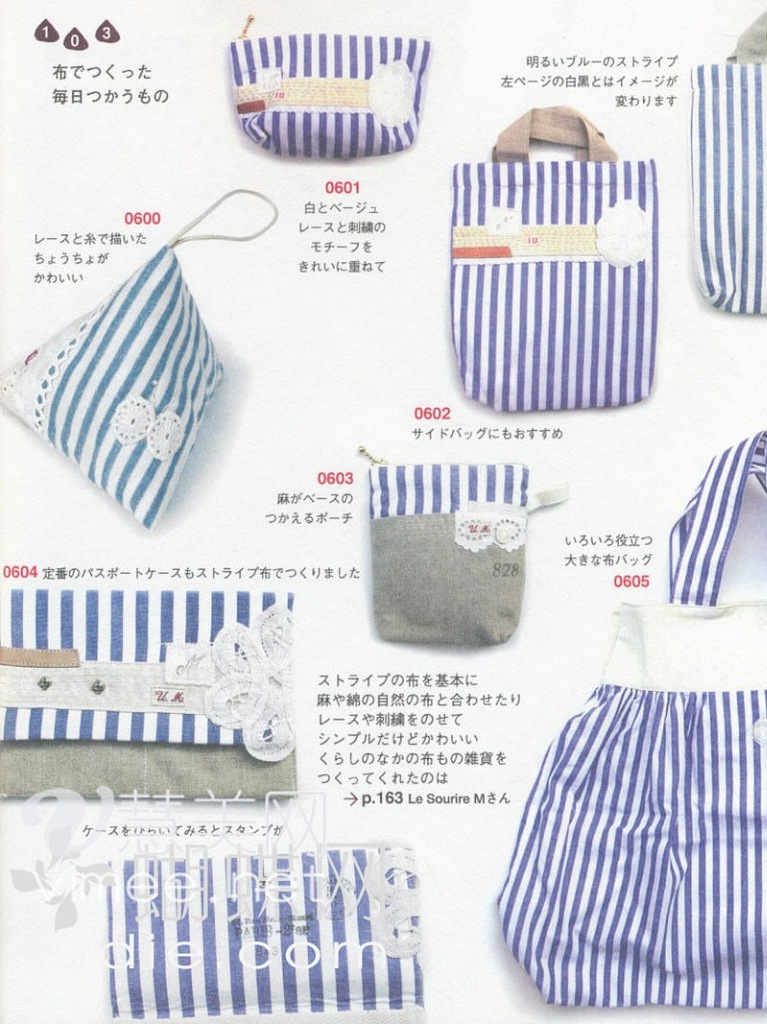 1 0 3
布でつくった
毎日つかうもの
明るいブルーのストライプ
左ページの白黒とはイメージが
変わります
0601
白とベージュ
レースと刺繍の
モチーフを
きれいに重ねて
0600
レースと糸で描いた
ちょうちょが
かわいい
0602
サイドバッグにもおすすめ
0603
麻がベースの
つかえるポーチ
U.M.
828
いろいろ役立つ
大きな布バッグ
0605
0604 定番のパスポートケースもストライプ布でつくりました
M
U.M.
ストライプの布を基本に
麻や綿の自然の布と合わせたり
レースや刺繍をのせて
シンプルだけどかわいい
くらしのなかの布もの雑貨を
つくってくれたのは
→p.163 Le Sourire Mさん
ケースをひらいてみるとスタンプが
慧美网
蝴蝶网
PARIS-2
die.com